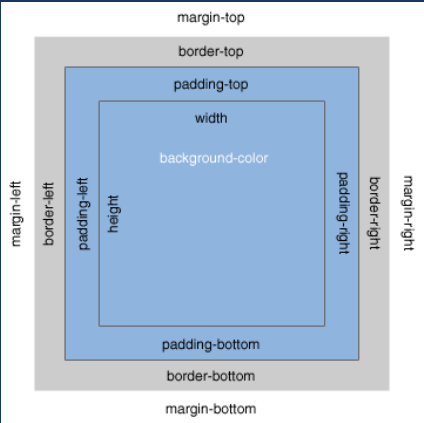 margin-top
border-top
padding-top
width
background-color
margin-left
border-left
padding-left
height
padding-right
border-right
margin-right
padding-bottom
border-bottom
margin-bottom